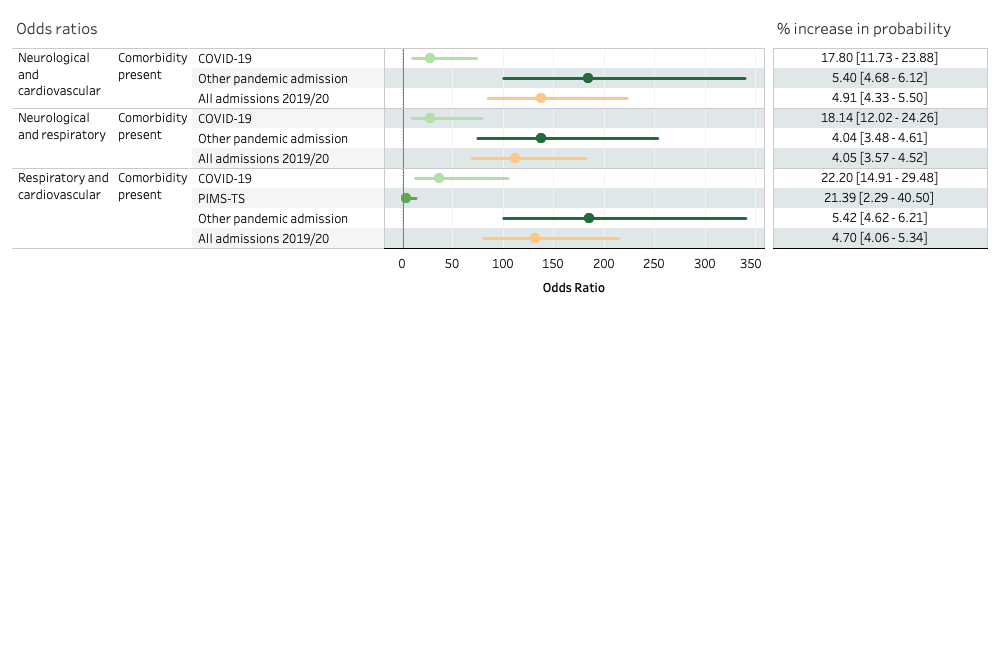 Odds ratios
% increase in probability
Neurological
and
cardiovascular
Comorbidity
present
COVID-19
17.80 [11.73 - 23.88]
Other pandemic admission
5.40 [4.68 - 6.12]
All admissions 2019/20
4.91 [4.33 - 5.50]
Neurological
and respiratory
Comorbidity
present
COVID-19
18.14 [12.02 - 24.26]
Other pandemic admission
4.04 [3.48 - 4.61]
All admissions 2019/20
4.05 [3.57 - 4.52]
Respiratory and
cardiovascular
Comorbidity
present
COVID-19
22.20 [14.91 - 29.48]
PIMS-TS
21.39 [2.29 - 40.50]
Other pandemic admission
5.42 [4.62 - 6.21]
All admissions 2019/20
4.70 [4.06 - 5.34]
0 50 100 150 200 250 300 350
Odds Ratio